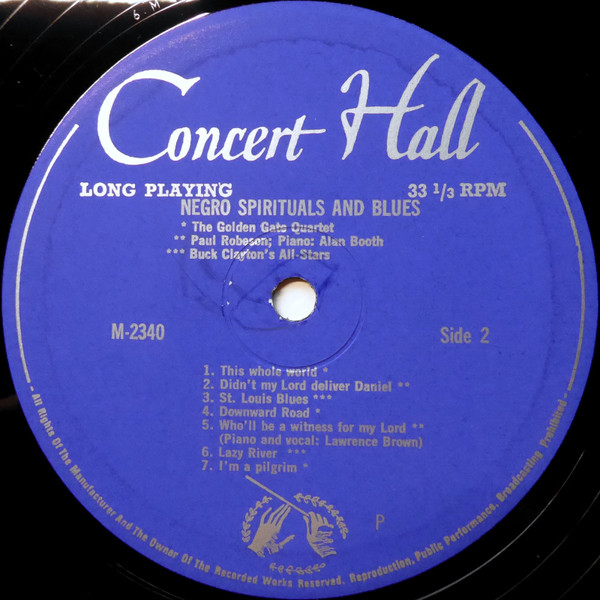 6. M
Concert Hall
LONG PLAYING 33 1/3 RPM
NEGRO SPIRITUALS AND BLUES
* The Golden Gate Quartet
** Paul Robeson; Piano: Alan Booth
*** Buck Clayton's All-Stars
M-2340 Side 2
1. This whole world *
2. Didn't my Lord deliver Daniel **
3. St. Louis Blues ***
4. Downward Road *
5. Who'll be a witness for my Lord **
(Piano and vocal: Lawrence Brown)
6. Lazy River ***
7. I'm a pilgrim *
P
- All Rights Of The Manufacturer And The Owner Of The Recorded Works Reserved. Reproduction, Public Performance, Broadcasting Prohibited -